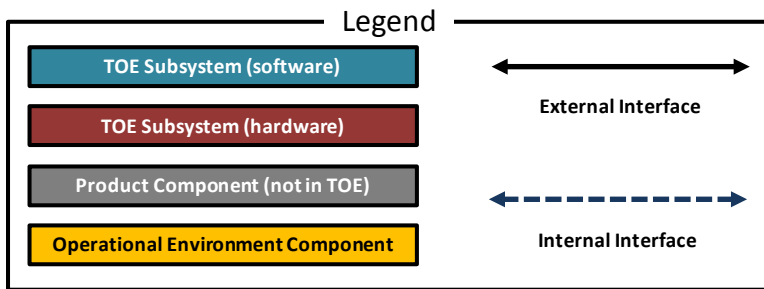 Legend
TOE Subsystem (software)
External Interface
TOE Subsystem (hardware)
Product Component (not in TOE)
Operational Environment Component
Internal Interface